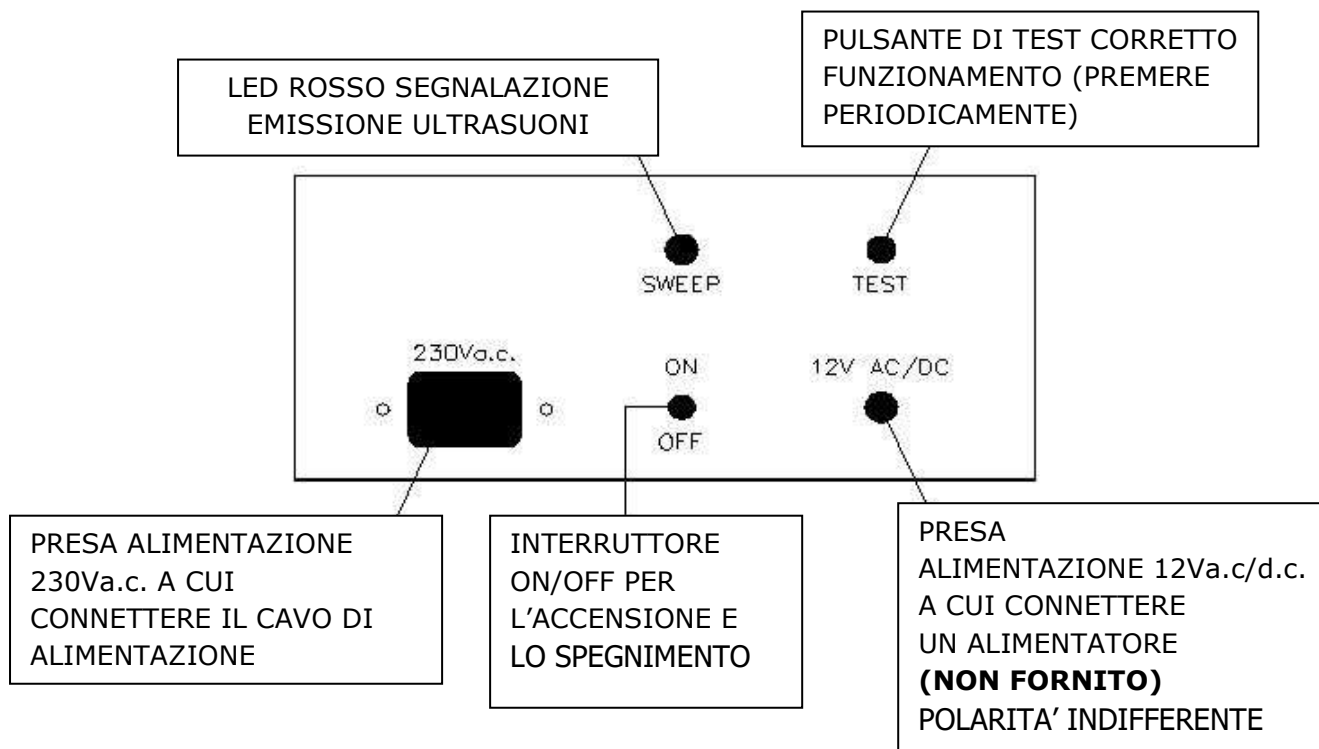 PULSANTE DI TEST CORRETTO
FUNZIONAMENTO (PREMERE
PERIODICAMENTE)
LED ROSSO SEGNALAZIONE
EMISSIONE ULTRASUONI
SWEEP
TEST
230Va.c.
ON
12V AC/DC
OFF
PRESA ALIMENTAZIONE
230Va.c. A CUI
CONNETTERE IL CAVO DI
ALIMENTAZIONE
INTERRUTTORE
ON/OFF PER
L’ACCENSIONE E
LO SPEGNIMENTO
PRESA
ALIMENTAZIONE 12Va.c/d.c.
A CUI CONNETTERE
UN ALIMENTATORE
(NON FORNITO)
POLARITA’ INDIFFERENTE